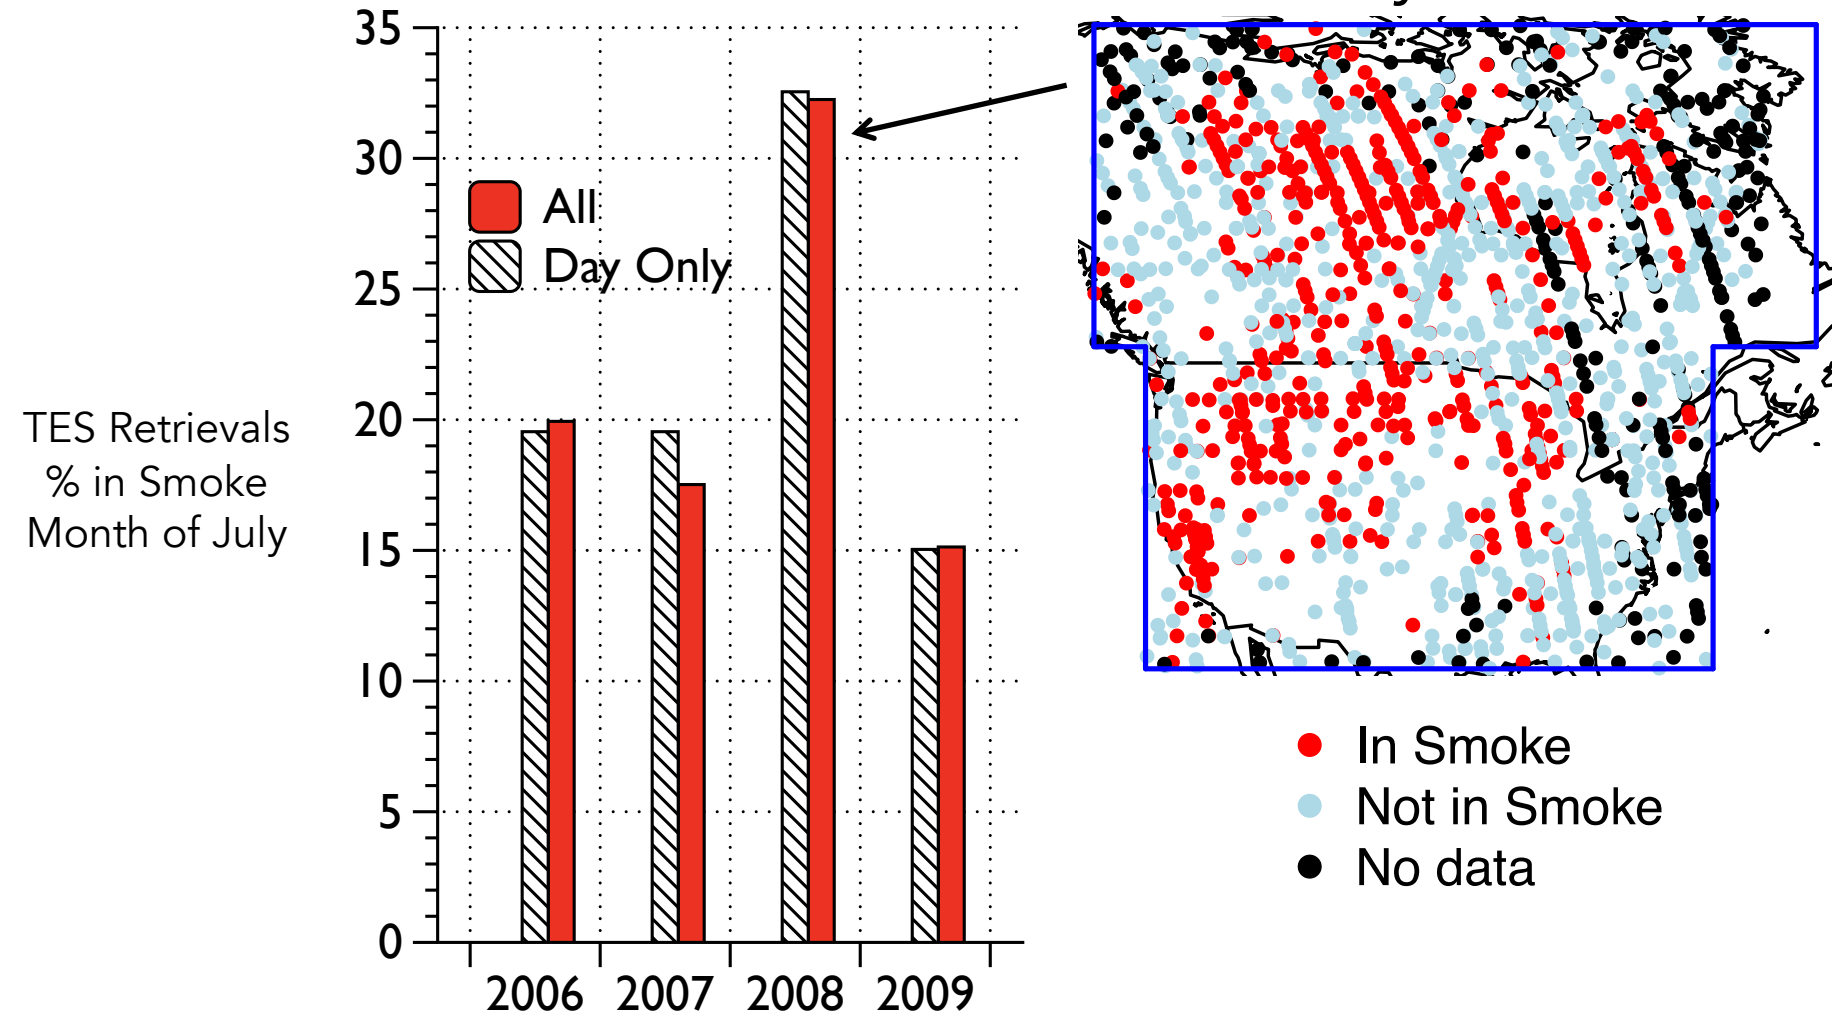 TES Retrievals
% in Smoke
Month of July
35
30
25
20
15
10
5
0
All
Day Only
2006 2007 2008 2009
In Smoke
Not in Smoke
No data